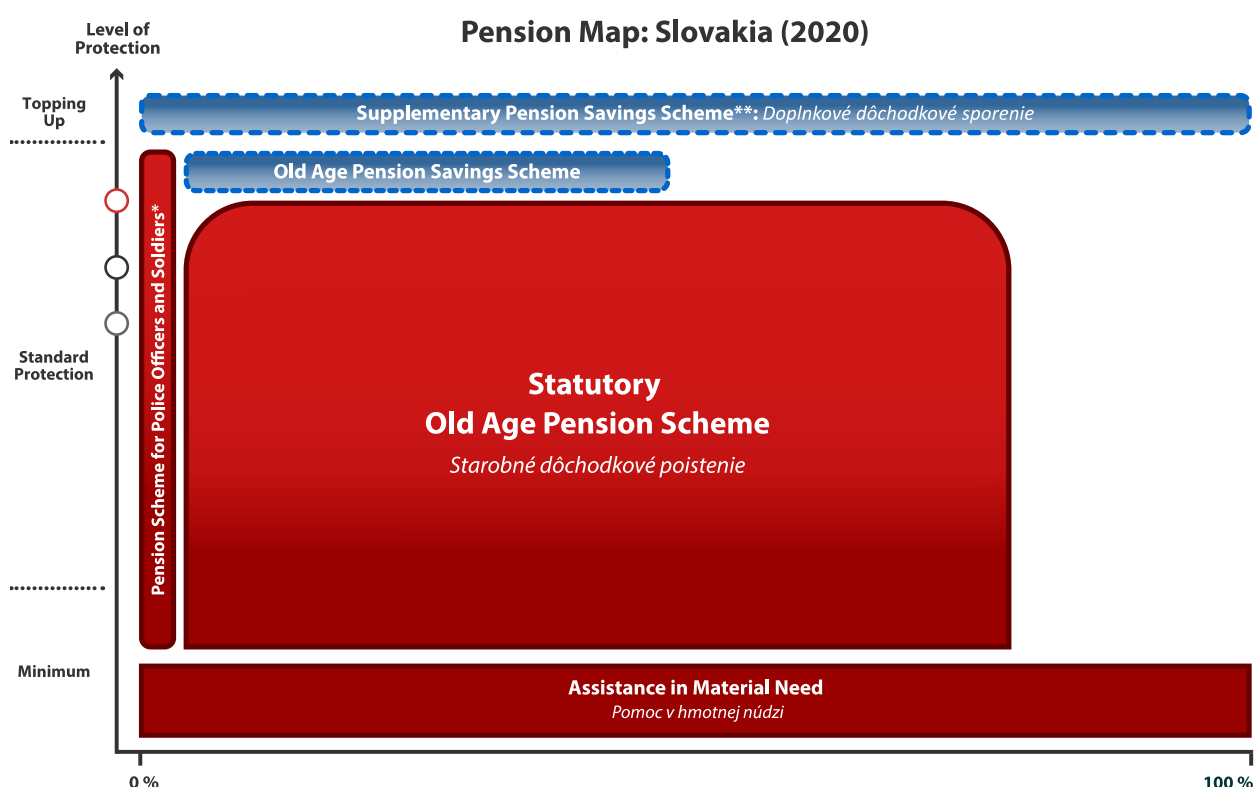 Pension Map: Slovakia (2020)
Level of
Protection
Topping
Up
Supplementary Pension Savings Scheme**: Doplnkové dôchodkové sporenie
Old Age Pension Savings Scheme
Pension Scheme for Police Officers and Soldiers*
Standard
Protection
Statutory
Old Age Pension Scheme
Starobné dôchodkové poistenie
Minimum
Assistance in Material Need
Pomoc v hmotnej núdzi
0 %
100 %